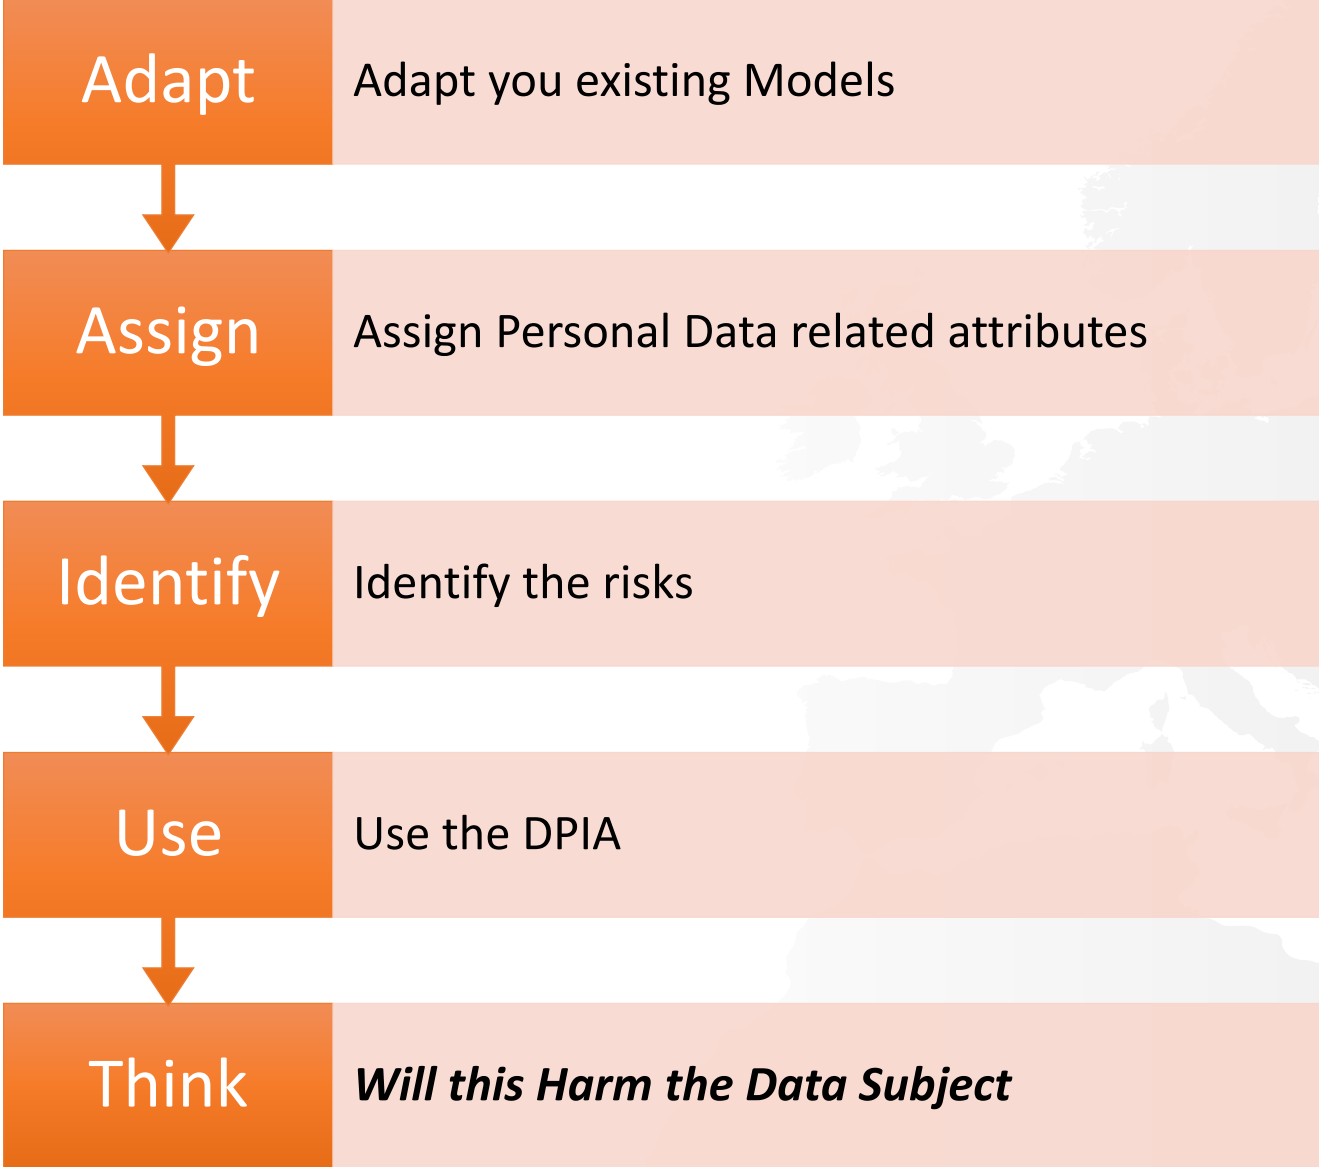 Adapt
Adapt you existing Models
Assign
Assign Personal Data related attributes
Identify
Identify the risks
Use
Use the DPIA
Think
Will this Harm the Data Subject